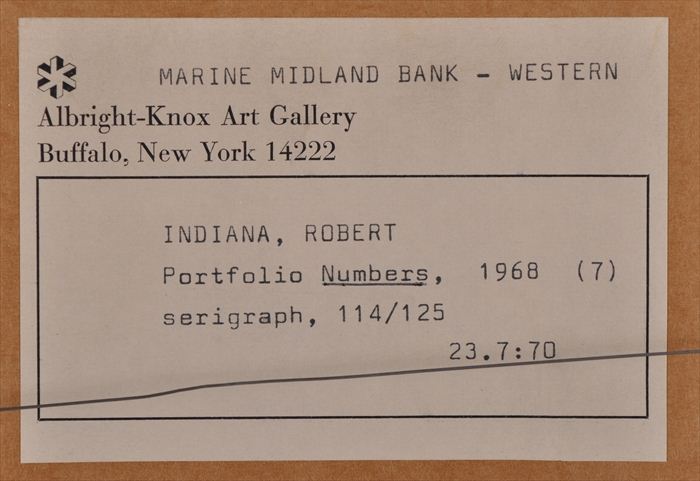 MARINE MIDLAND BANK - WESTERN
Albright-Knox Art Gallery
Buffalo, New York 14222
INDIANA, ROBERT
Portfolio Numbers, 1968 (7)
serigraph, 114/125
23.7:70